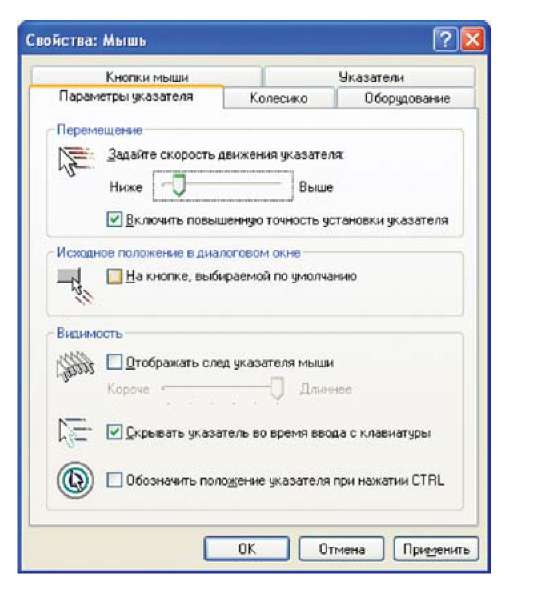 Свойства: Мышь
Кнопки мыши Указатели
Параметры указателя Колесико Оборудование
Перемещение
Задайте скорость движения указателя:
Ниже Выше
Включить повышенную точность установки указателя
Исходное положение в диалоговом окне
На кнопке, выбираемой по умолчанию
Видимость
Отображать след указателя мыши
Короче Длиннее
Скрывать указатель во время ввода с клавиатуры
Обозначить положение указателя при нажатии CTRL
OK Отмена Применить